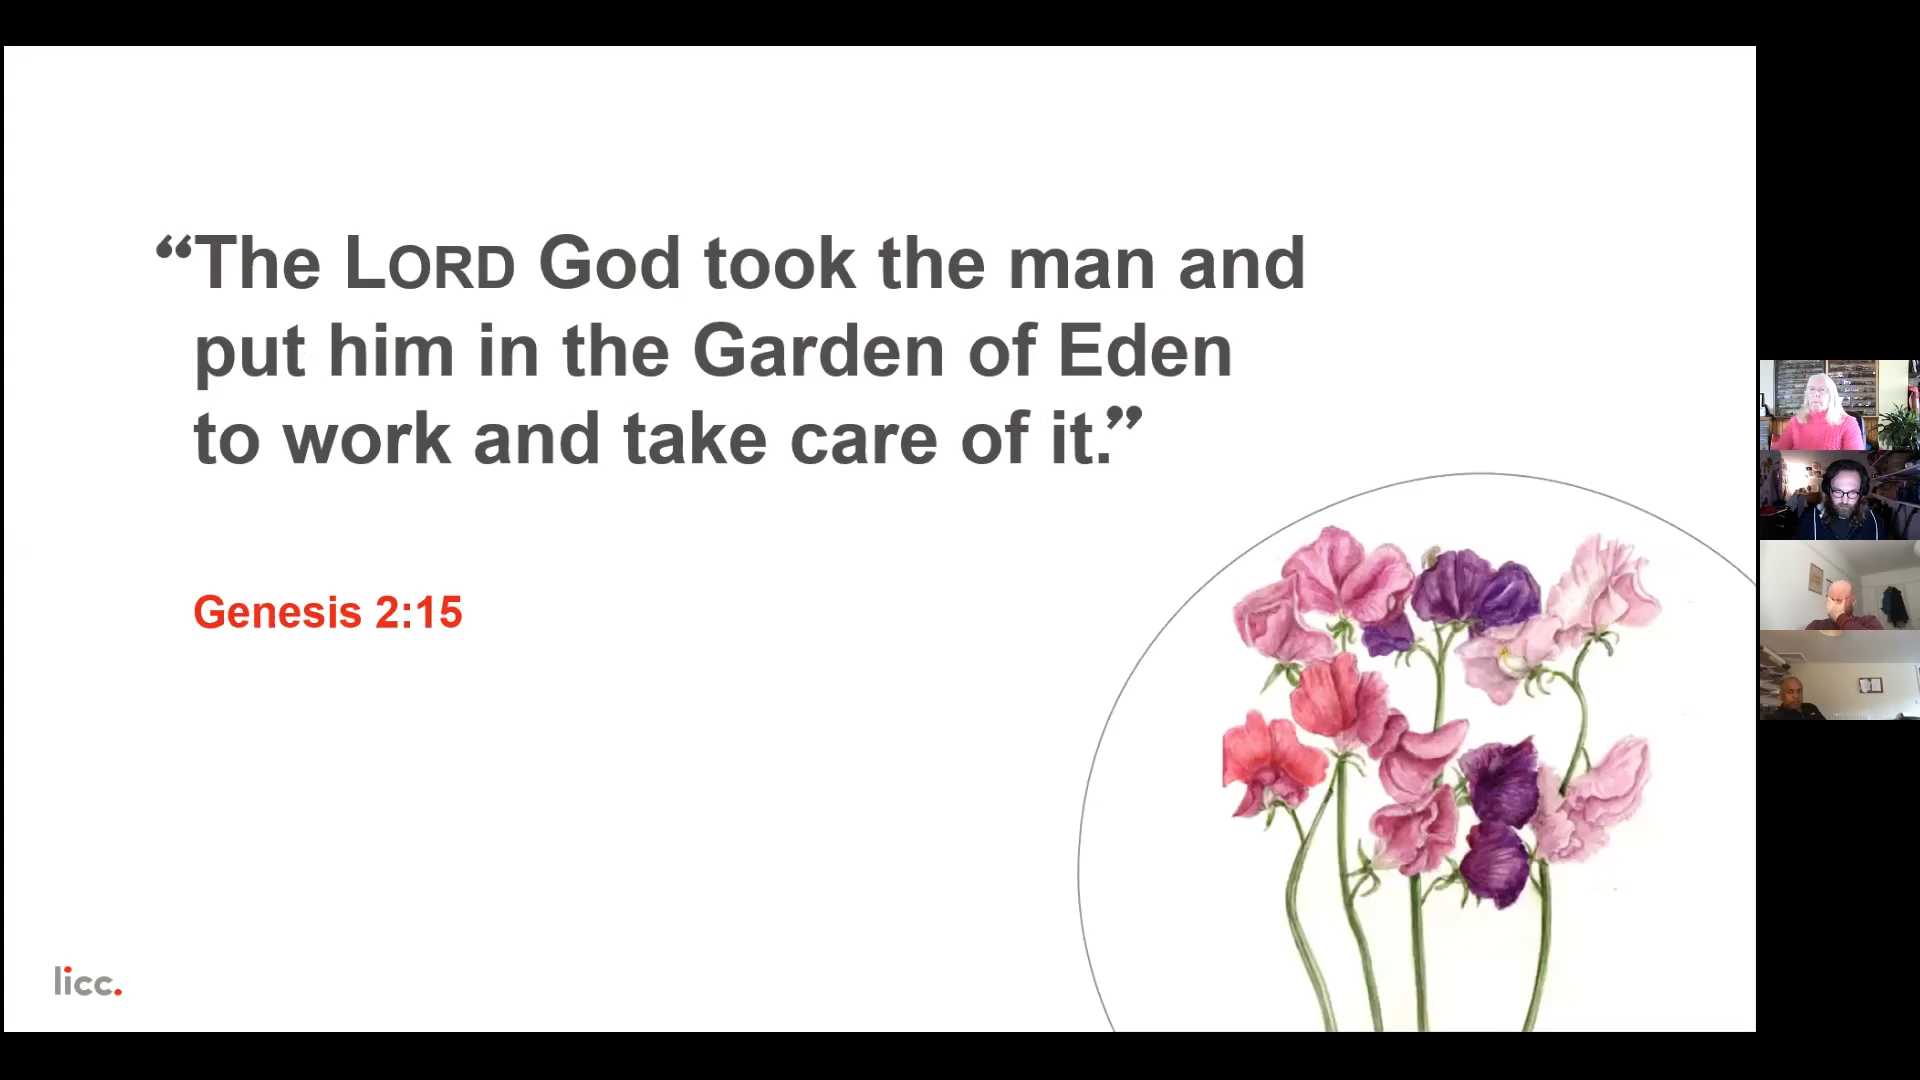 “The LORD God took the man and
put him in the Garden of Eden
to work and take care of it.”
Genesis 2:15
licc.